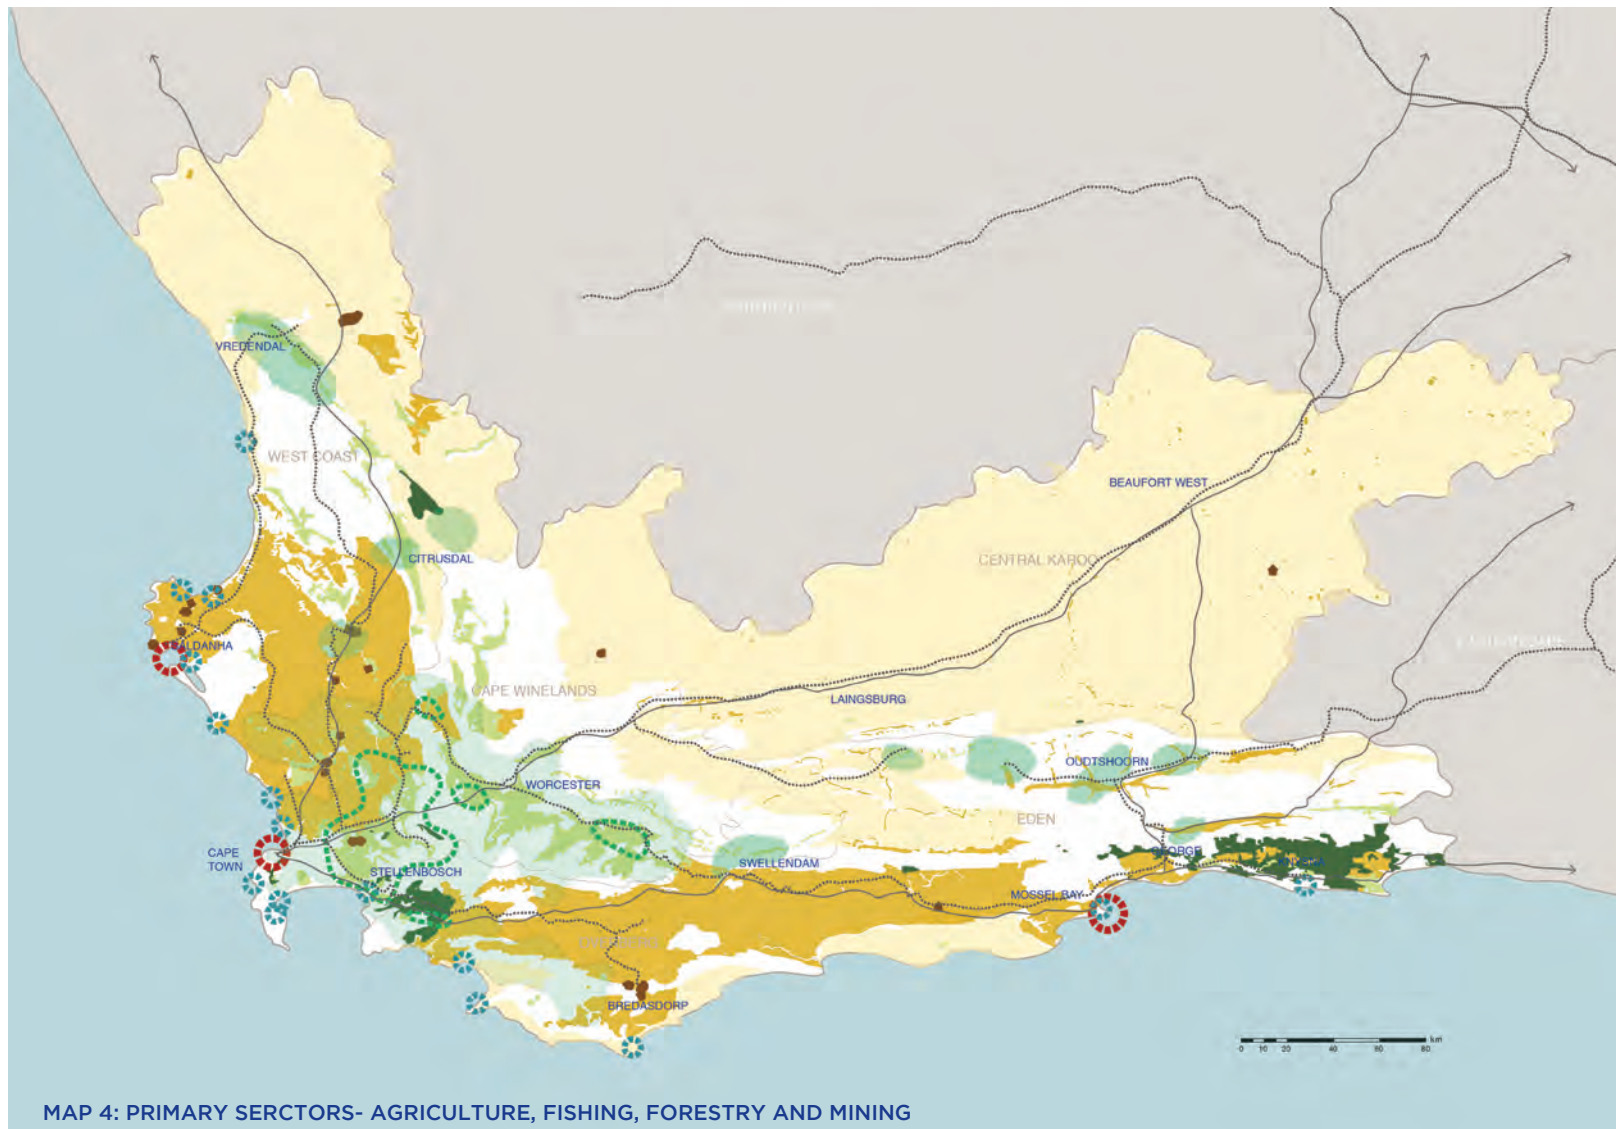 VREDENDAL
WEST COAST
BEAUFORT WEST
CITRUSDAL
CENTRAL KAROO
CAPE WINELANDS
LAINGSBURG
OUDTSHOORN
WORCESTER
EDEN
CAPE
TOWN
STELLENBOSCH
SWELLENDAM
GEORGE
MOSSEL BAY
BREDASDORP
0 10 20 40 60 80 km
MAP 4: PRIMARY SERCTORS- AGRICULTURE, FISHING, FORESTRY AND MINING